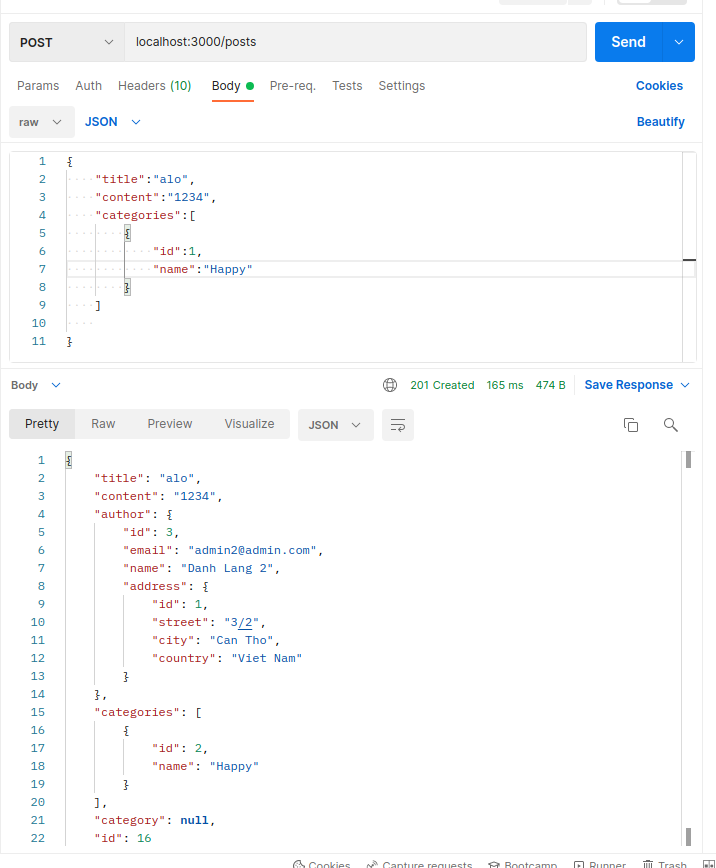 POST localhost:3000/posts Send
Params Auth Headers (10) Body Pre-req. Tests Settings Cookies
raw JSON Beautify
1 {
2 "title":"alo",
3 "content":"1234",
4 "categories":[
5 {
6 "id":1,
7 "name":"Happy"
8 }
9 ]
10
11 }
Body 201 Created 165 ms 474 B Save Response
Pretty Raw Preview Visualize JSON
1 {
2 "title": "alo",
3 "content": "1234",
4 "author": {
5 "id": 3,
6 "email": "admin2@admin.com",
7 "name": "Danh Lang 2",
8 "address": {
9 "id": 1,
10 "street": "3/2",
11 "city": "Can Tho",
12 "country": "Viet Nam"
13 }
14 },
15 "categories": [
16 {
17 "id": 2,
18 "name": "Happy"
19 }
20 ],
21 "category": null,
22 "id": 16
Cookies Capture requests Bootcamp Runner Trash